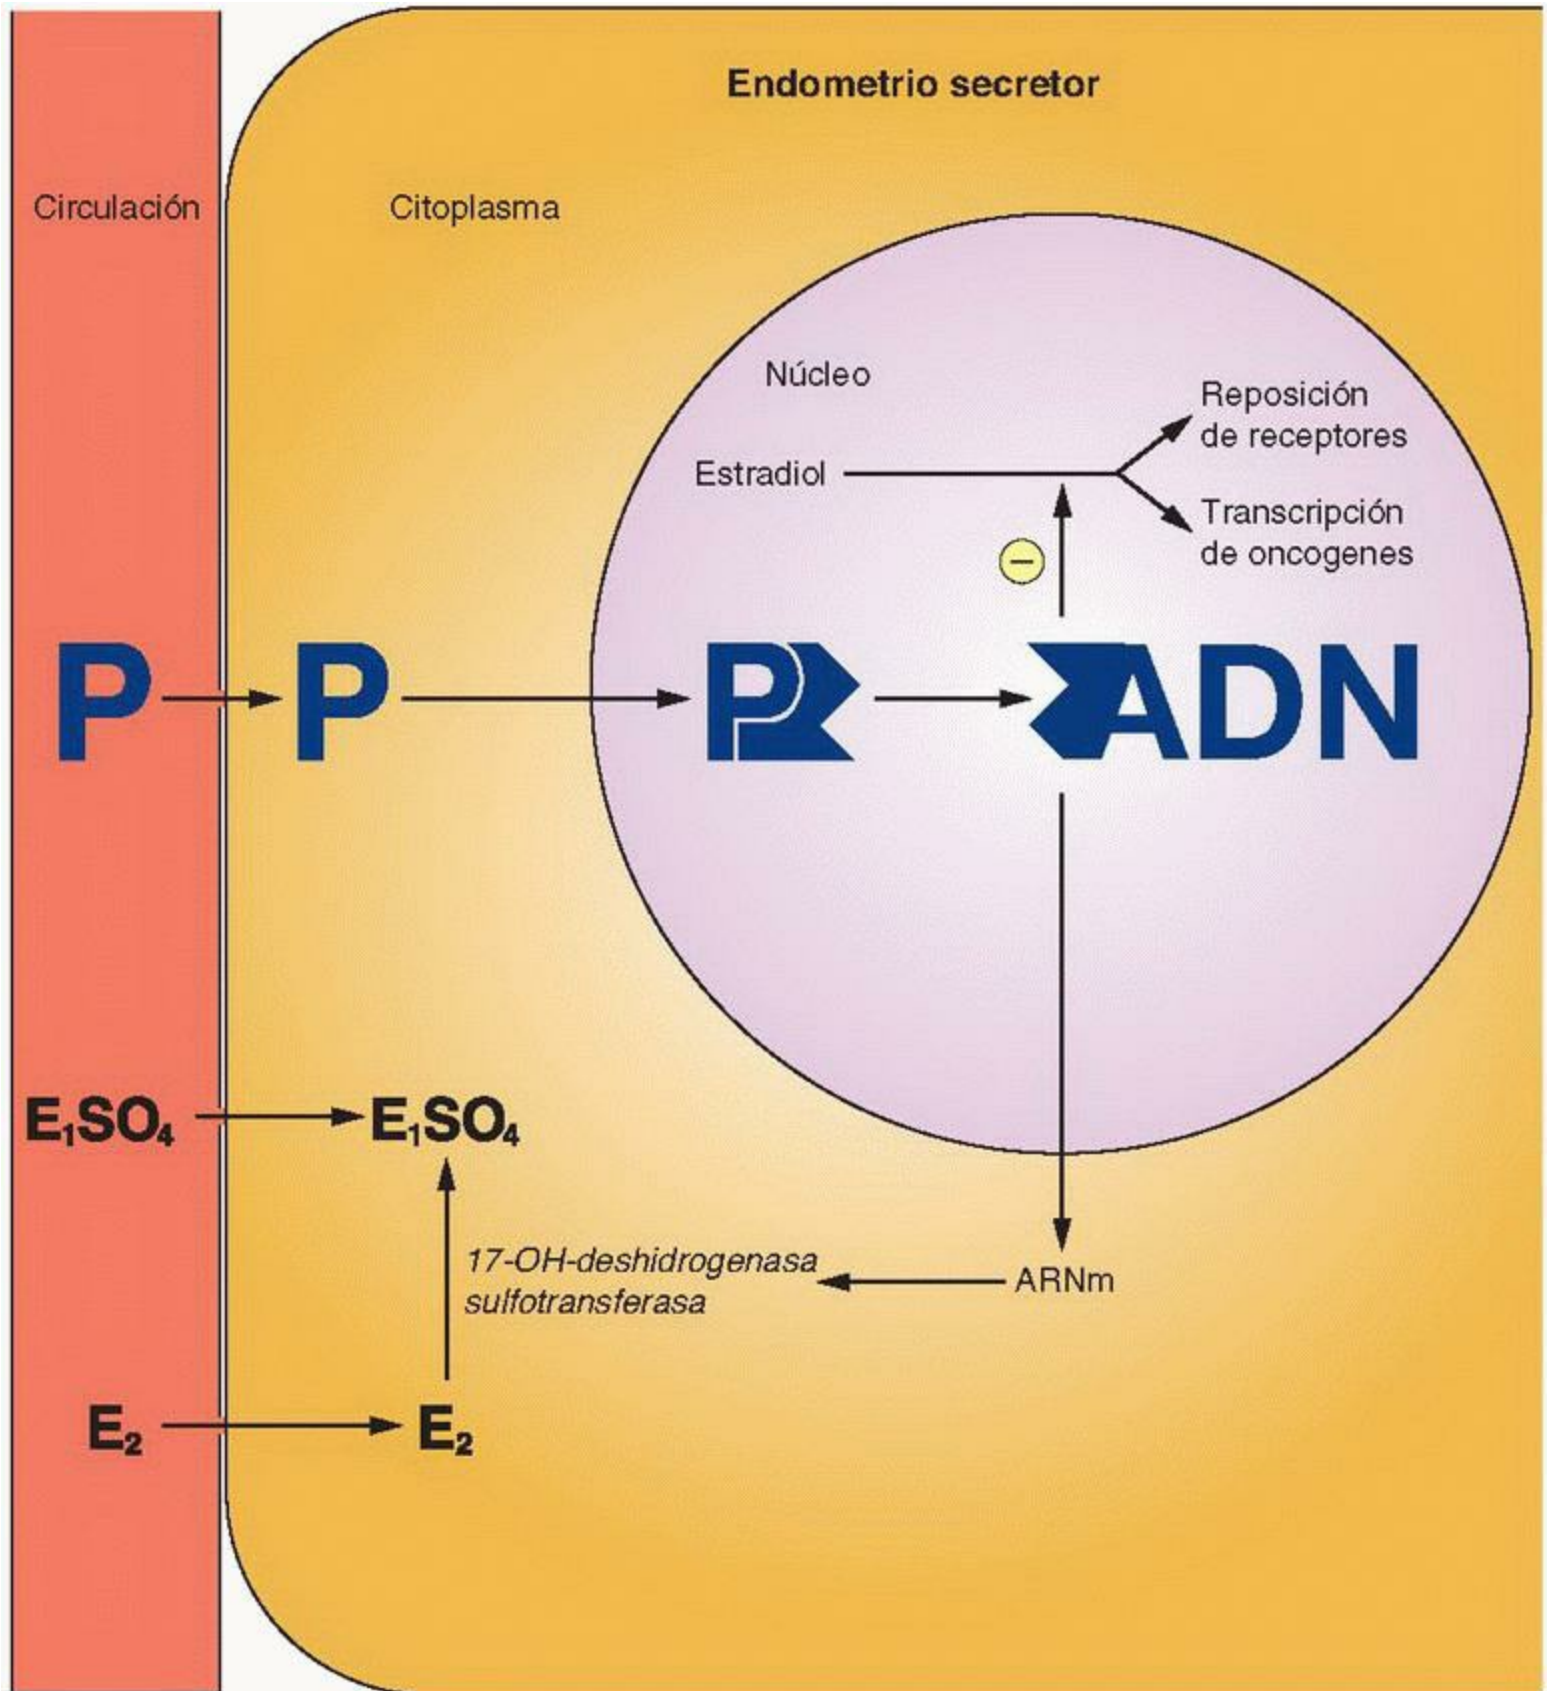 Endometrio secretor
Circulación
Citoplasma
Núcleo
Reposición
de receptores
Estradiol
Transcripción
de oncogenes
−
P
P
P
ADN
E₁SO₄
E₁SO₄
17-OH-deshidrogenasa
sulfotransferasa
ARNm
E₂
E₂